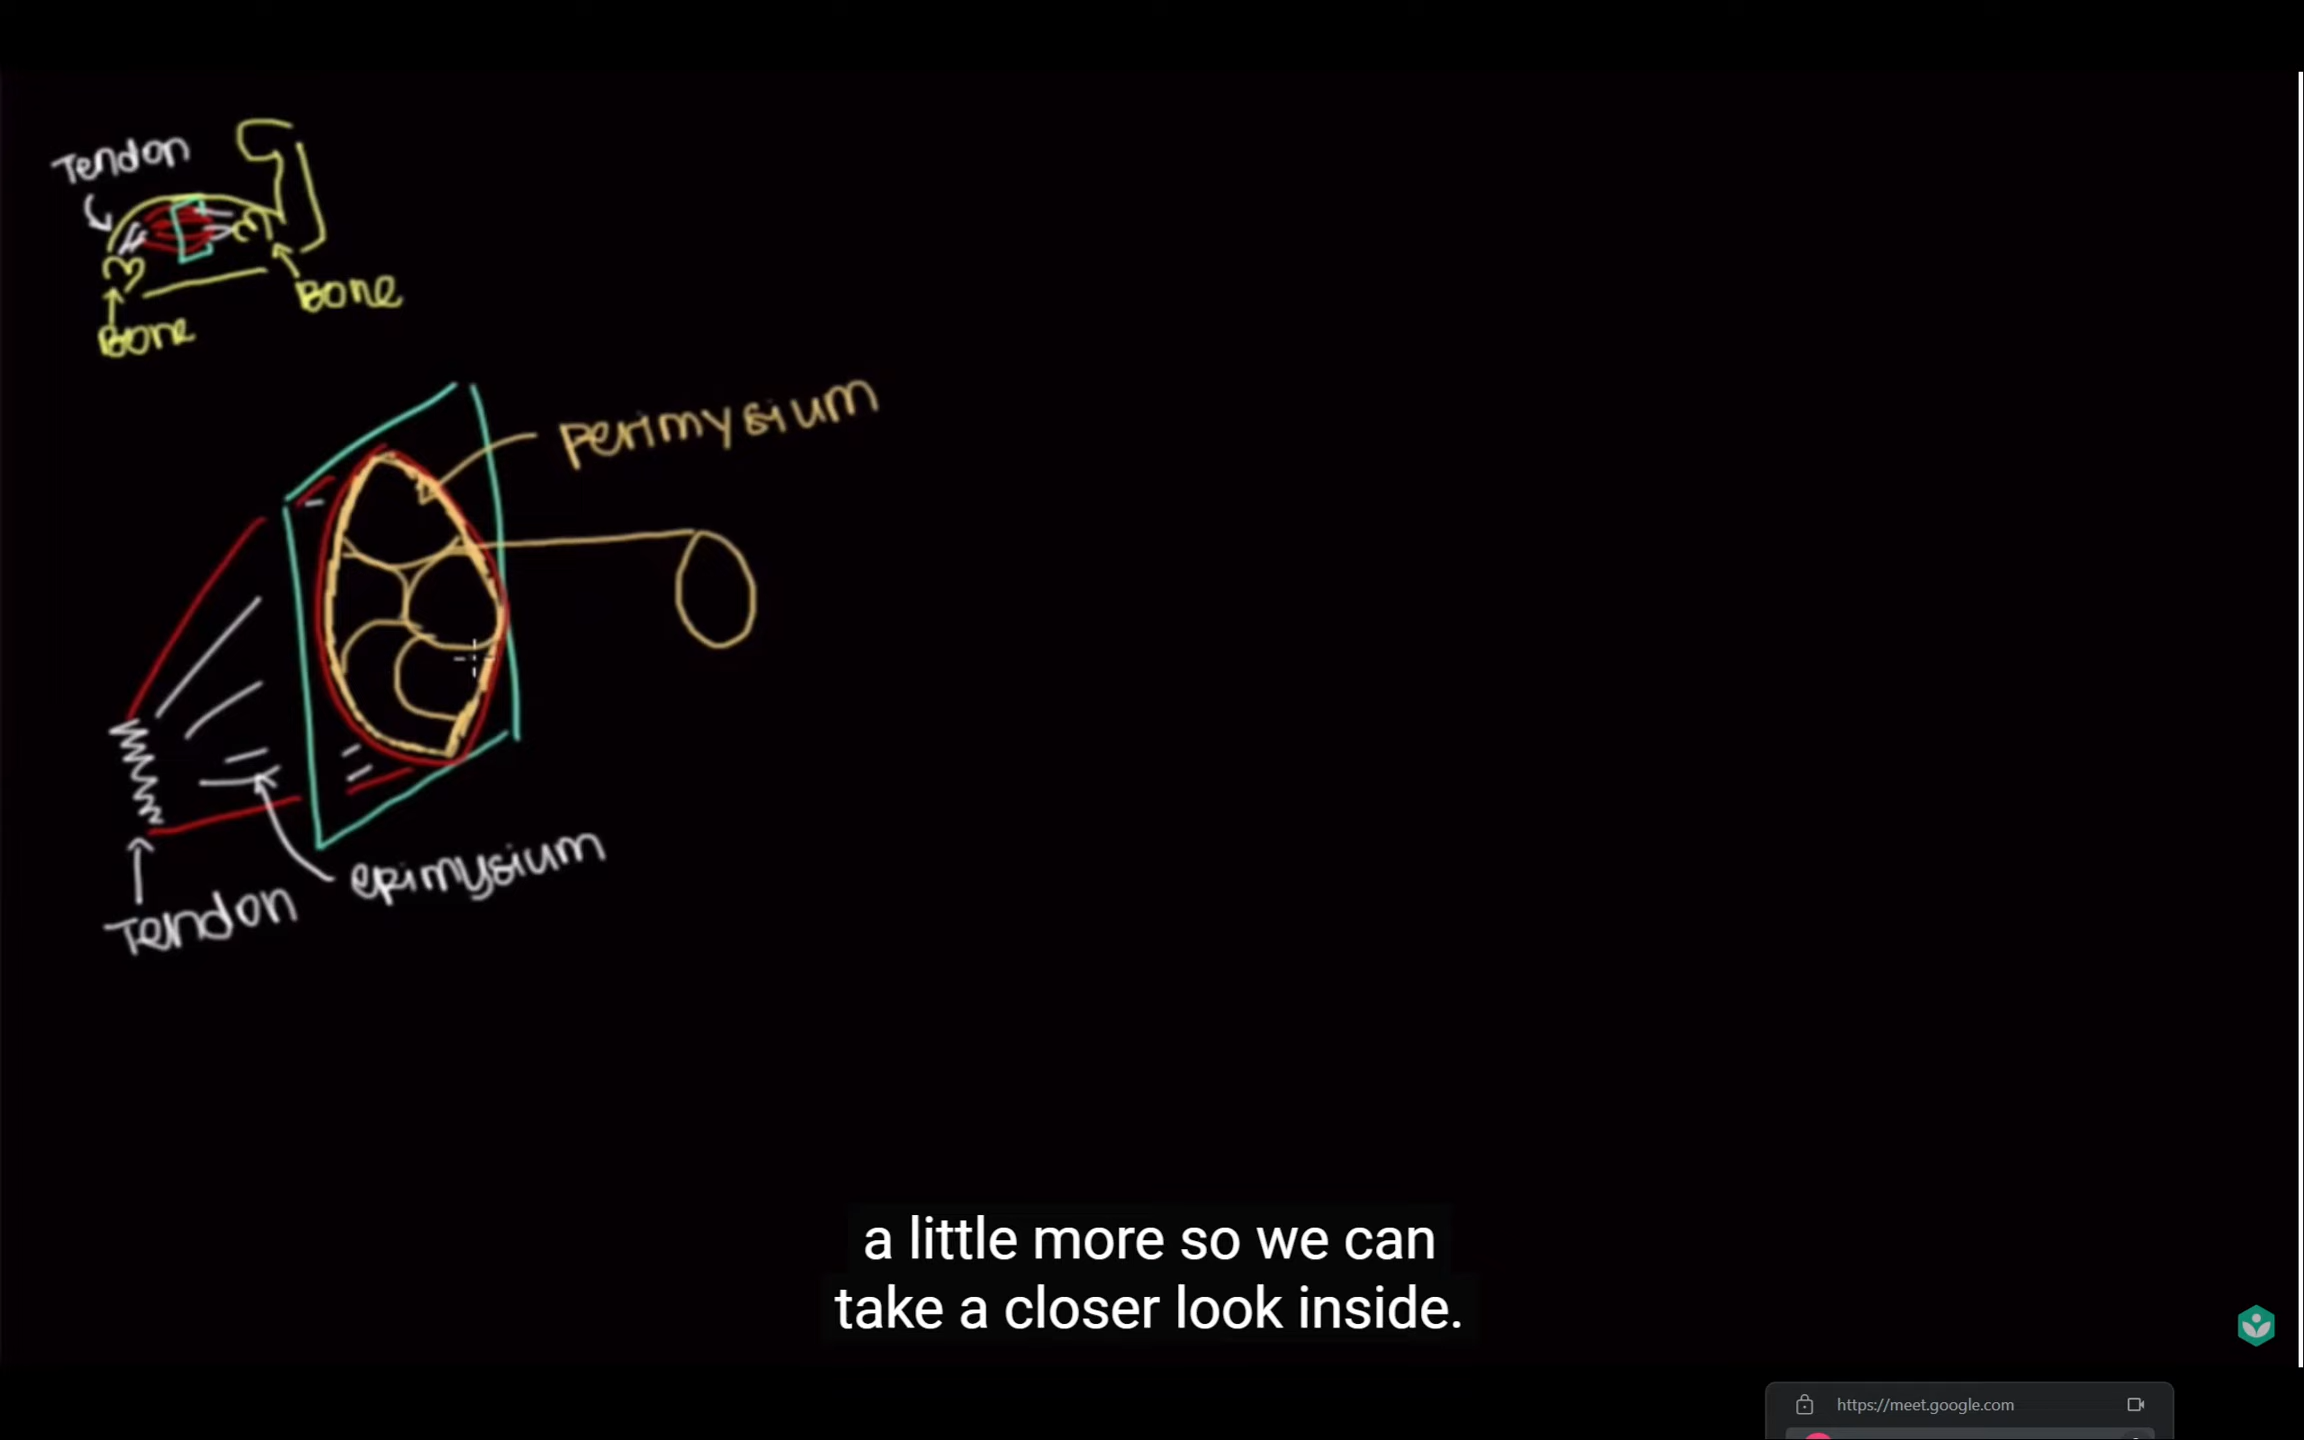 Tendon
Bone
Bone
Perimysium
epimysium
Tendon
a little more so we can
take a closer look inside.
https://meet.google.com